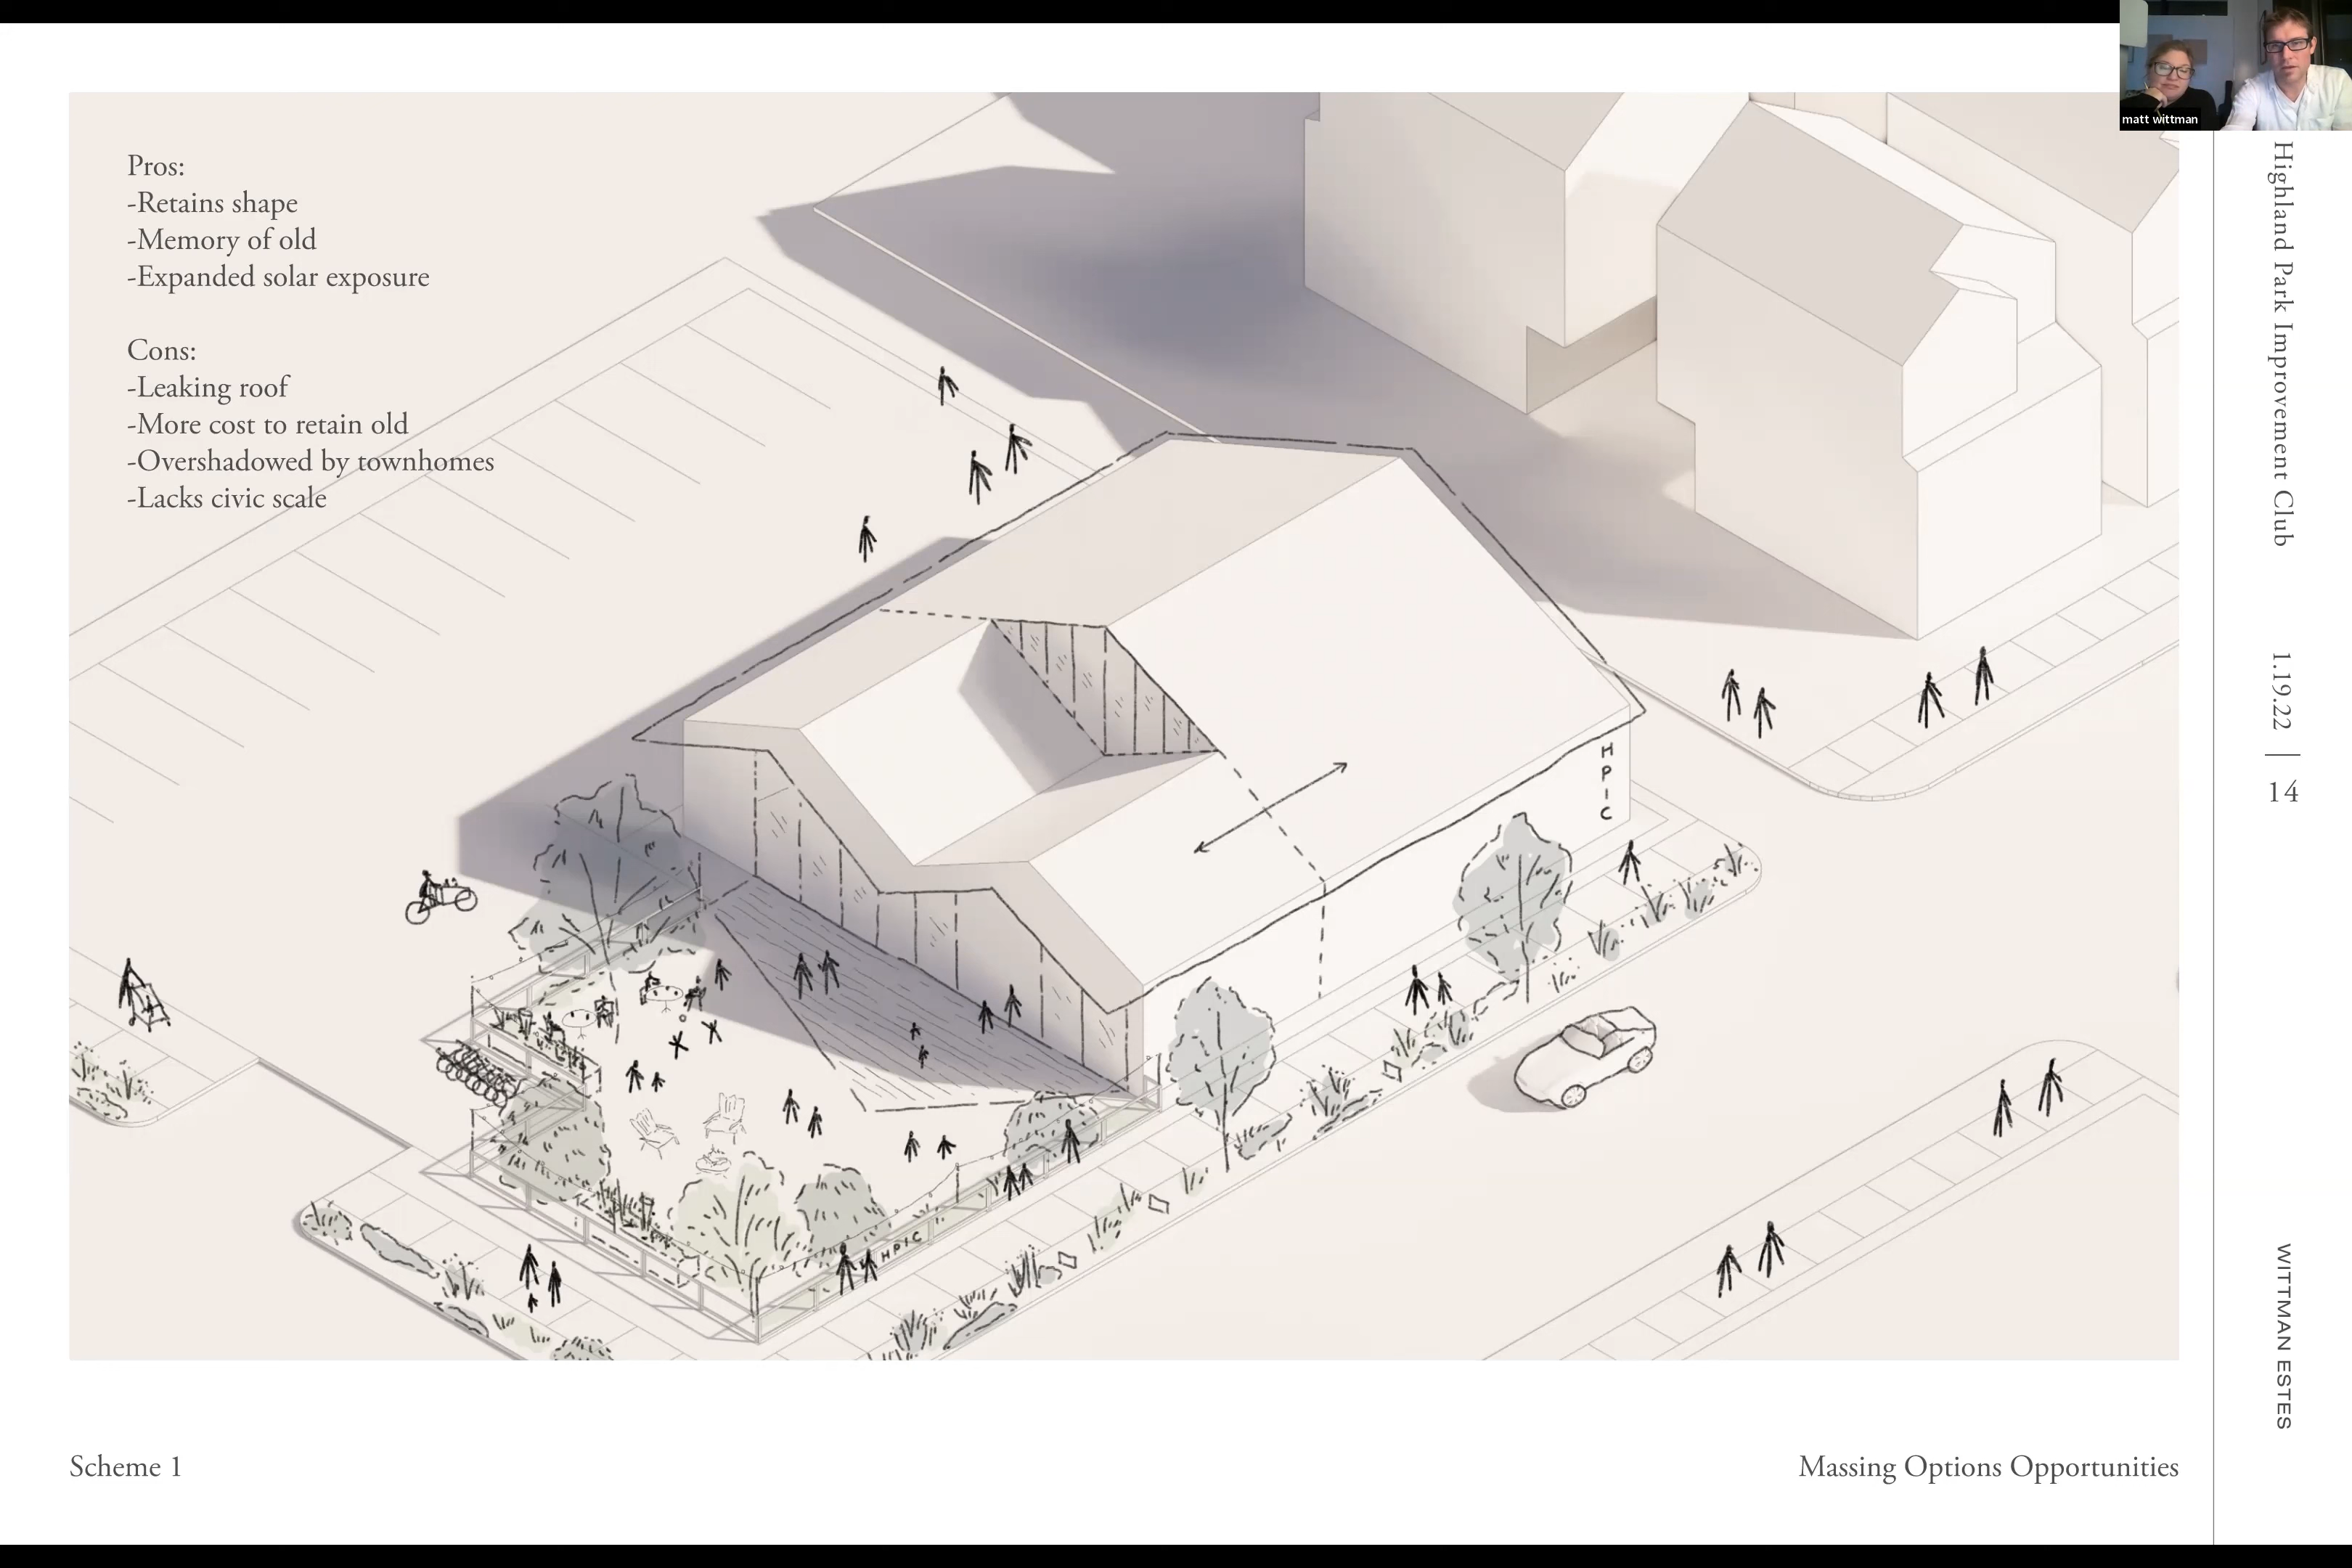 matt wittman
Pros:
-Retains shape
-Memory of old
-Expanded solar exposure
Cons:
-Leaking roof
-More cost to retain old
-Overshadowed by townhomes
-Lacks civic scale
HPIC
HPIC
Highland Park Improvement Club
1.19.22
14
WITTMAN ESTES
Scheme 1
Massing Options Opportunities